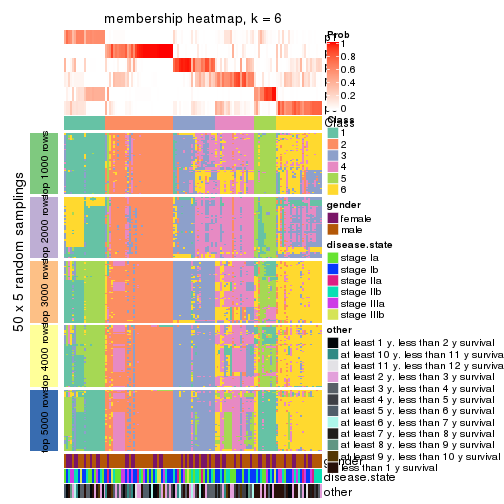 membership heatmap, k = 6
50 x 5 random samplings
top 1000 rows
top 2000 rows
top 3000 rows
top 4000 rows
top 5000 rows
Prob
1
0.8
0.6
0.4
0.2
0
Class
Class
1
2
3
4
5
6
gender
female
male
disease.state
stage Ia
stage Ib
stage IIa
stage IIb
stage IIIa
stage IIIb
other
at least 1 y. less than 2 y survival
at least 10 y. less than 11 y survival
at least 11 y. less than 12 y survival
at least 2 y. less than 3 y survival
at least 3 y. less than 4 y survival
at least 4 y. less than 5 y survival
at least 5 y. less than 6 y survival
at least 6 y. less than 7 y survival
at least 7 y. less than 8 y survival
at least 8 y. less than 9 y survival
at least 9 y. less than 10 y survival
less than 1 y survival
gender
disease.state
other